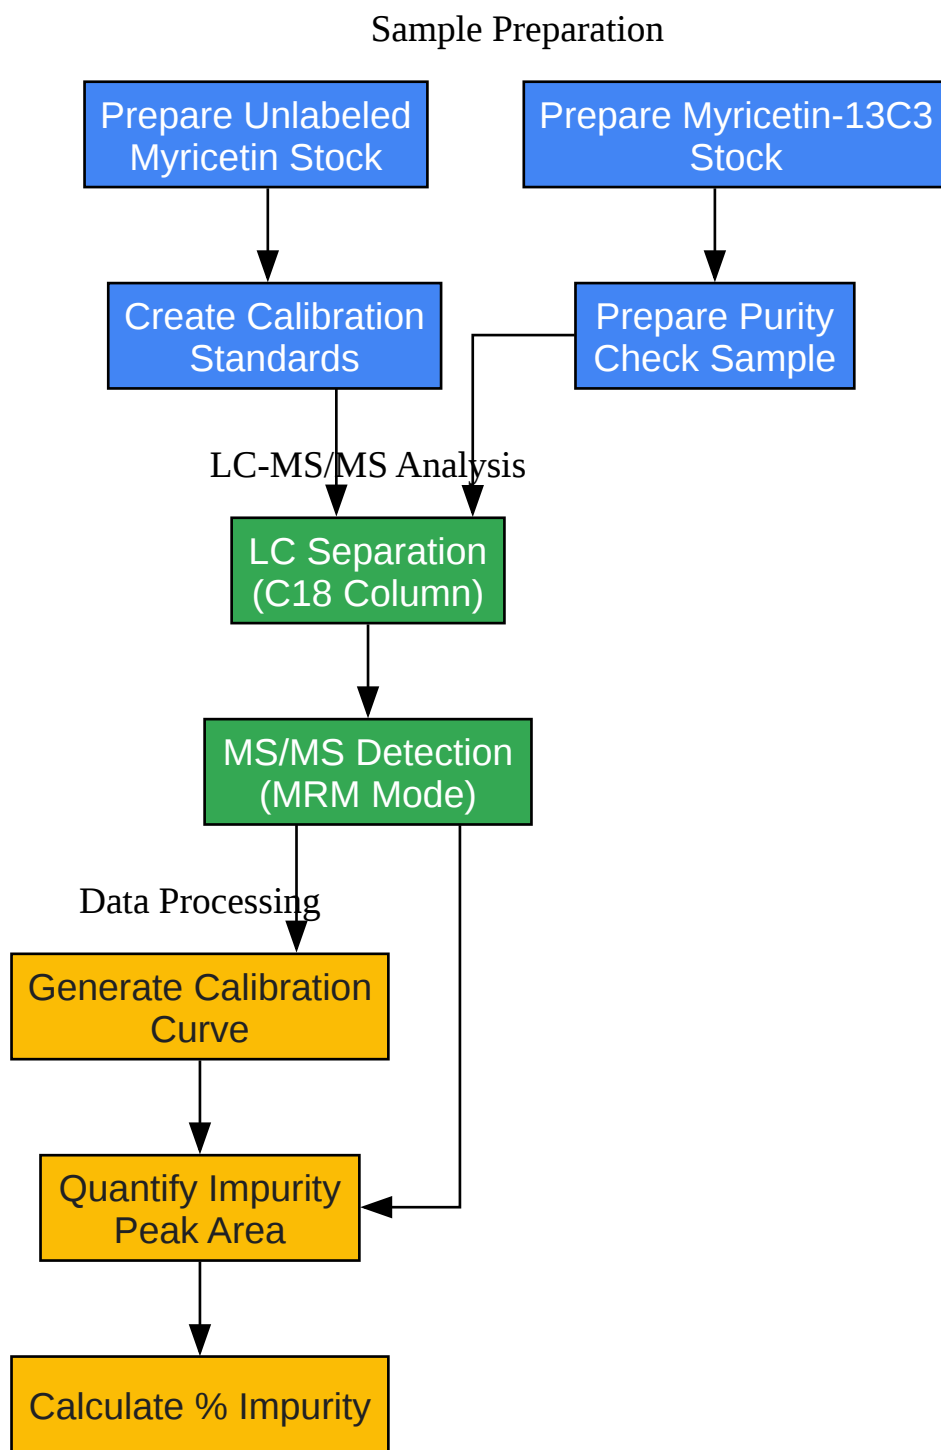 Sample Preparation
Prepare Unlabeled
Myricetin Stock
Prepare Myricetin-13C3
Stock
Create Calibration
Standards
Prepare Purity
Check Sample
LC-MS/MS Analysis
LC Separation
(C18 Column)
MS/MS Detection
(MRM Mode)
Data Processing
Generate Calibration
Curve
Quantify Impurity
Peak Area
Calculate % Impurity